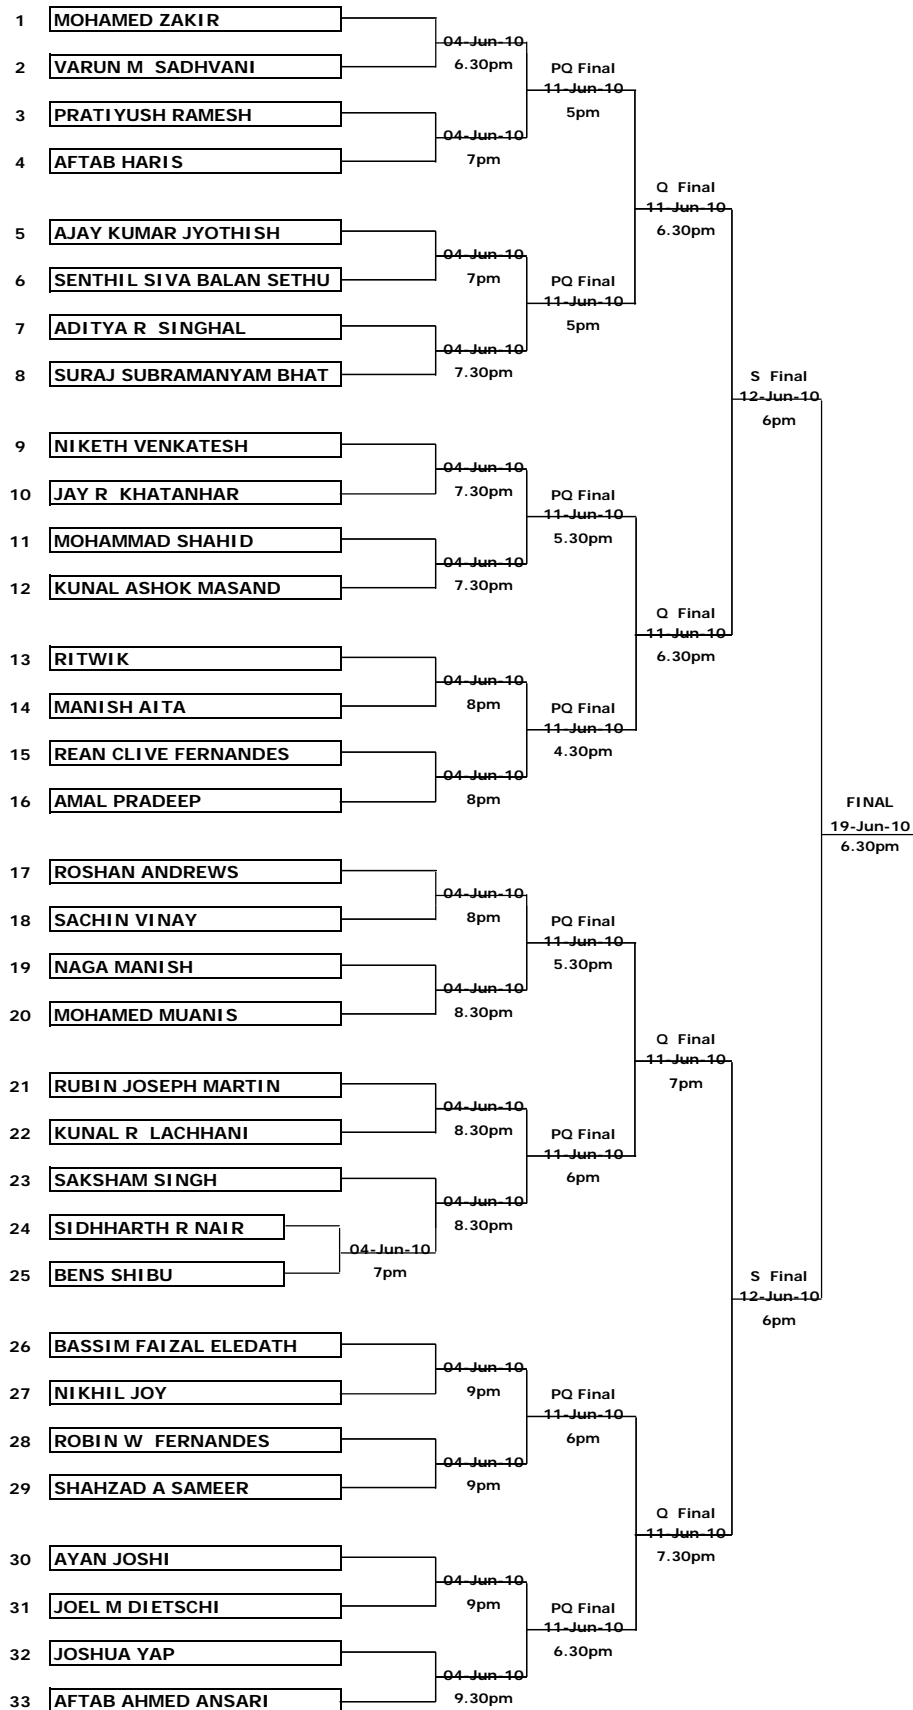 1 MOHAMED ZAKIR
04-Jun-10
6.30pm
2 VARUN M SADHVANI
PQ Final
11-Jun-10
5pm
3 PRATIYUSH RAMESH
04-Jun-10
7pm
4 AFTAB HARIS
Q Final
11-Jun-10
6.30pm
5 AJAY KUMAR JYOTHISH
04-Jun-10
7pm
6 SENTHIL SIVA BALAN SETHU
PQ Final
11-Jun-10
5pm
7 ADITYA R SINGHAL
04-Jun-10
7.30pm
8 SURAJ SUBRAMANYAM BHAT
S Final
12-Jun-10
6pm
9 NIKETH VENKATESH
04-Jun-10
7.30pm
10 JAY R KHATANHAR
PQ Final
11-Jun-10
5.30pm
11 MOHAMMAD SHAHID
04-Jun-10
7.30pm
12 KUNAL ASHOK MASAND
Q Final
11-Jun-10
6.30pm
13 RITWIK
04-Jun-10
8pm
14 MANISH AITA
PQ Final
11-Jun-10
4.30pm
15 REAN CLIVE FERNANDES
04-Jun-10
8pm
16 AMAL PRADEEP
FINAL
19-Jun-10
6.30pm
17 ROSHAN ANDREWS
04-Jun-10
8pm
18 SACHIN VINAY
PQ Final
11-Jun-10
5.30pm
19 NAGA MANISH
04-Jun-10
8.30pm
20 MOHAMED MUANIS
Q Final
11-Jun-10
7pm
21 RUBIN JOSEPH MARTIN
04-Jun-10
8.30pm
22 KUNAL R LACHHANI
PQ Final
11-Jun-10
6pm
23 SAKSHAM SINGH
04-Jun-10
8.30pm
24 SIDHHARTH R NAIR
04-Jun-10
7pm
25 BENS SHIBU
S Final
12-Jun-10
6pm
26 BASSIM FAIZAL ELEDATH
04-Jun-10
9pm
27 NIKHIL JOY
PQ Final
11-Jun-10
6pm
28 ROBIN W FERNANDES
04-Jun-10
9pm
29 SHAHZAD A SAMEER
Q Final
11-Jun-10
7.30pm
30 AYAN JOSHI
04-Jun-10
9pm
31 JOEL M DIETSCHI
PQ Final
11-Jun-10
6.30pm
32 JOSHUA YAP
04-Jun-10
9.30pm
33 AFTAB AHMED ANSARI